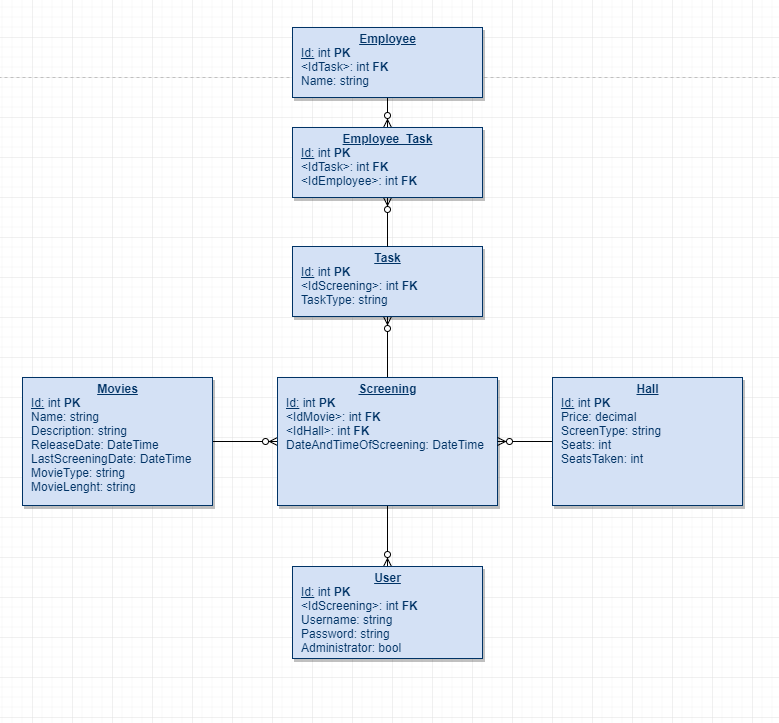 Employee
Id: int PK
<IdTask>: int FK
Name: string
Employee_Task
Id: int PK
<IdTask>: int FK
<IdEmployee>: int FK
Task
Id: int PK
<IdScreening>: int FK
TaskType: string
Movies
Id: int PK
Name: string
Description: string
ReleaseDate: DateTime
LastScreeningDate: DateTime
MovieType: string
MovieLenght: string
Screening
Id: int PK
<IdMovie>: int FK
<IdHall>: int FK
DateAndTimeOfScreening: DateTime
Hall
Id: int PK
Price: decimal
ScreenType: string
Seats: int
SeatsTaken: int
User
Id: int PK
<IdScreening>: int FK
Username: string
Password: string
Administrator: bool